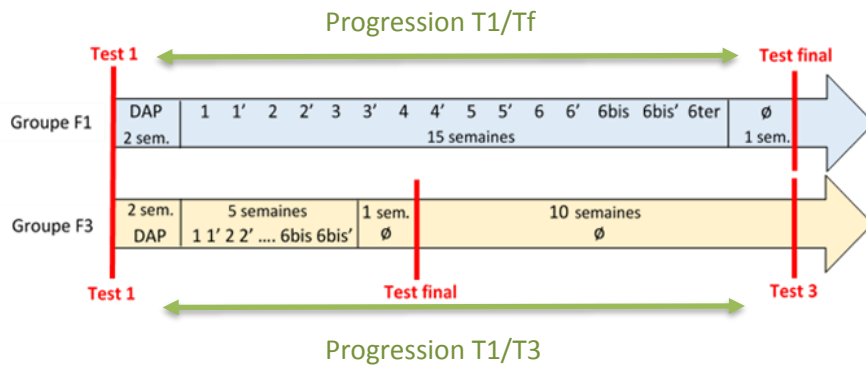 Progression T1/Tf
Test 1 Test final
DAP 1 1’ 2 2’ 3 3’ 4 4’ 5 5’ 6 6’ 6bis 6bis’ 6ter ø
Groupe F1
2 sem. 15 semaines 1 sem.
2 sem. 5 semaines 1 sem. 10 semaines
Groupe F3
DAP 1 1’ 2 2’ .... 6bis 6bis’ ø ø
Test 1 Test final Test 3
Progression T1/T3